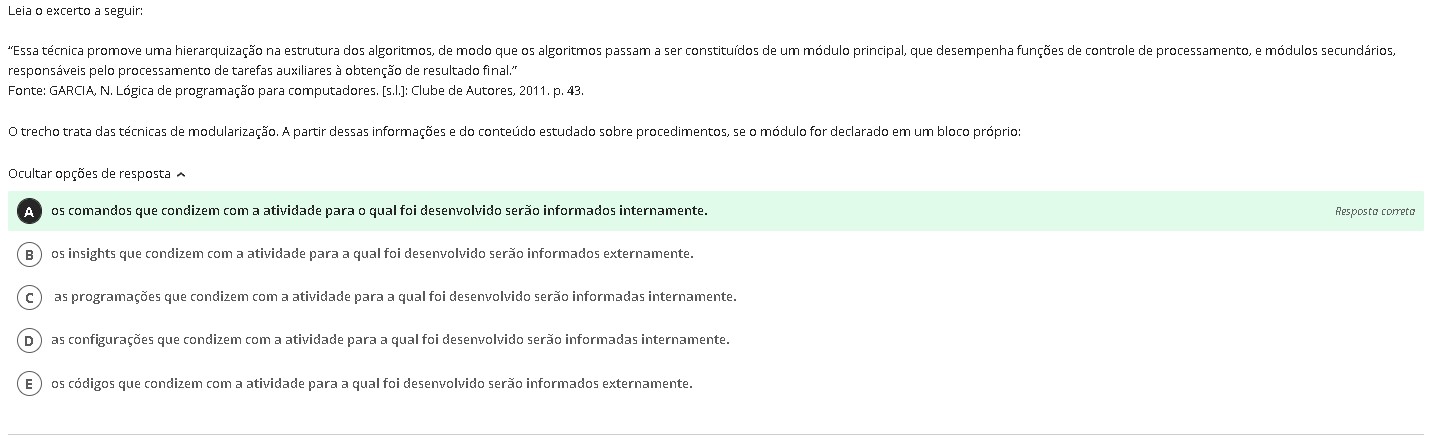 Leia o excerto a seguir:
“Essa técnica promove uma hierarquização na estrutura dos algoritmos, de modo que os algoritmos passam a ser constituídos de um módulo principal, que desempenha funções de controle de processamento, e módulos secundários,
responsáveis pelo processamento de tarefas auxiliares à obtenção de resultado final.”
Fonte: GARCIA, N. Lógica de programação para computadores. [s.l.]: Clube de Autores, 2011. p. 43.
O trecho trata das técnicas de modularização. A partir dessas informações e do conteúdo estudado sobre procedimentos, se o módulo for declarado em um bloco próprio:
Ocultar opções de resposta
A os comandos que condizem com a atividade para o qual foi desenvolvido serão informados internamente. Resposta correta
B os insights que condizem com a atividade para a qual foi desenvolvido serão informados externamente.
C as programações que condizem com a atividade para a qual foi desenvolvido serão informadas internamente.
D as configurações que condizem com a atividade para a qual foi desenvolvido serão informadas internamente.
E os códigos que condizem com a atividade para a qual foi desenvolvido serão informados externamente.